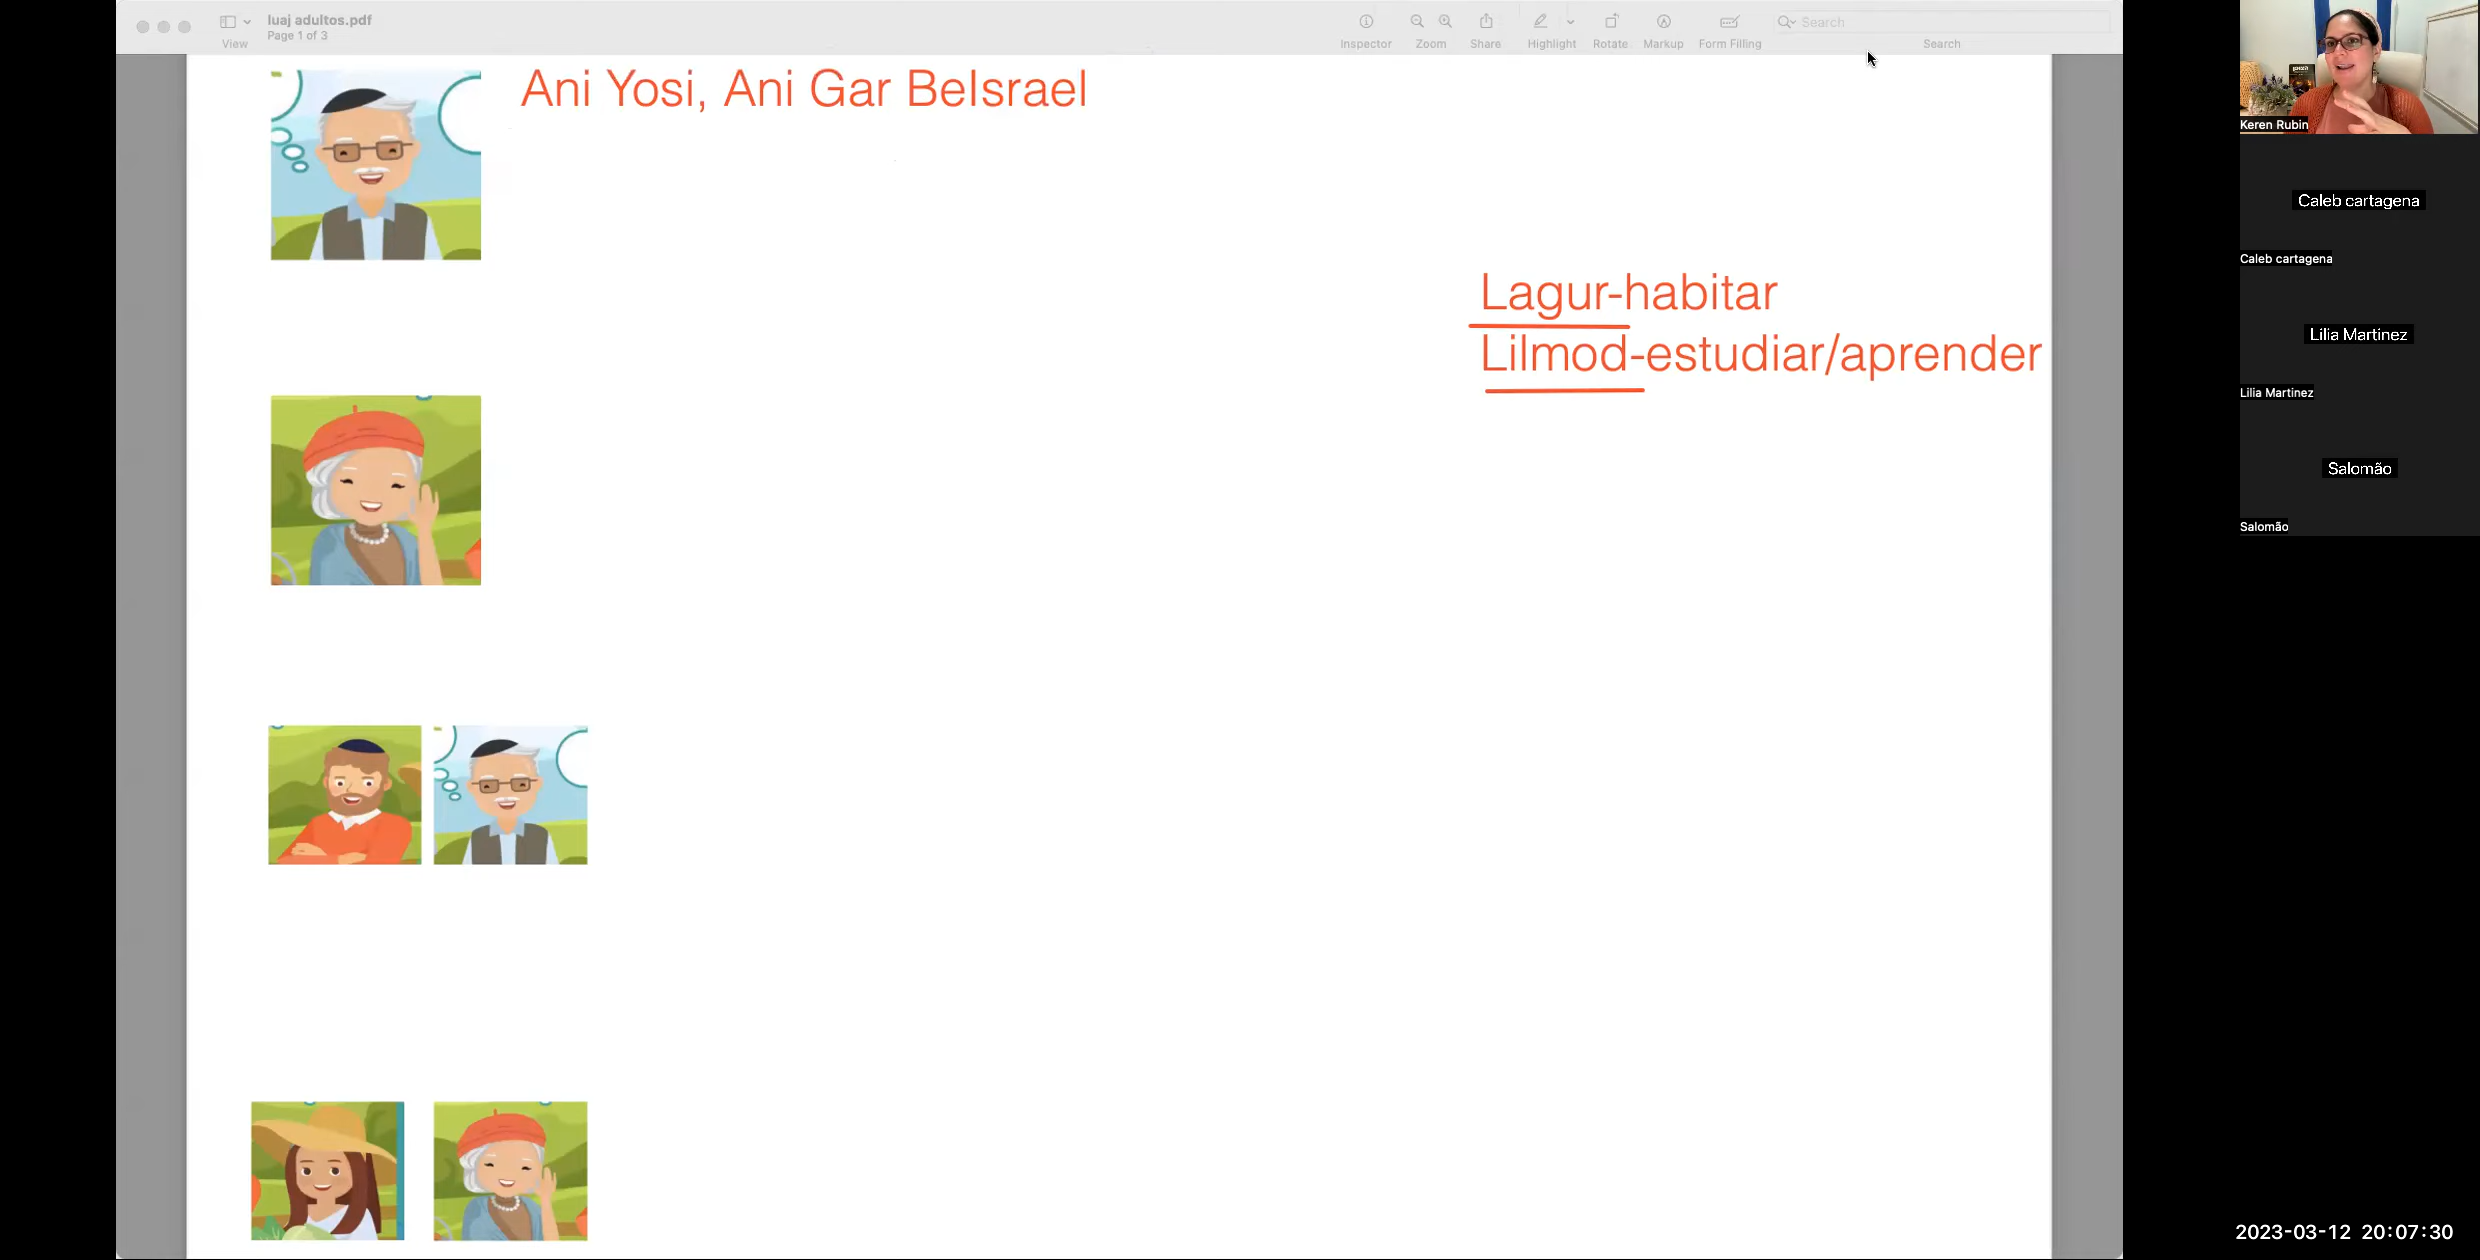 luaj adultos.pdf
Page 1 of 3
View
Inspector
Zoom
Share
Highlight
Rotate
Markup
Form Filling
Search
Search
Ani Yosi, Ani Gar BeIsrael
Lagur-habitar
Lilmod-estudiar/aprender
Keren Rubin
Caleb cartagena
Caleb cartagena
Lilia Martinez
Lilia Martinez
Salomão
Salomão
2023-03-12 20:07:30